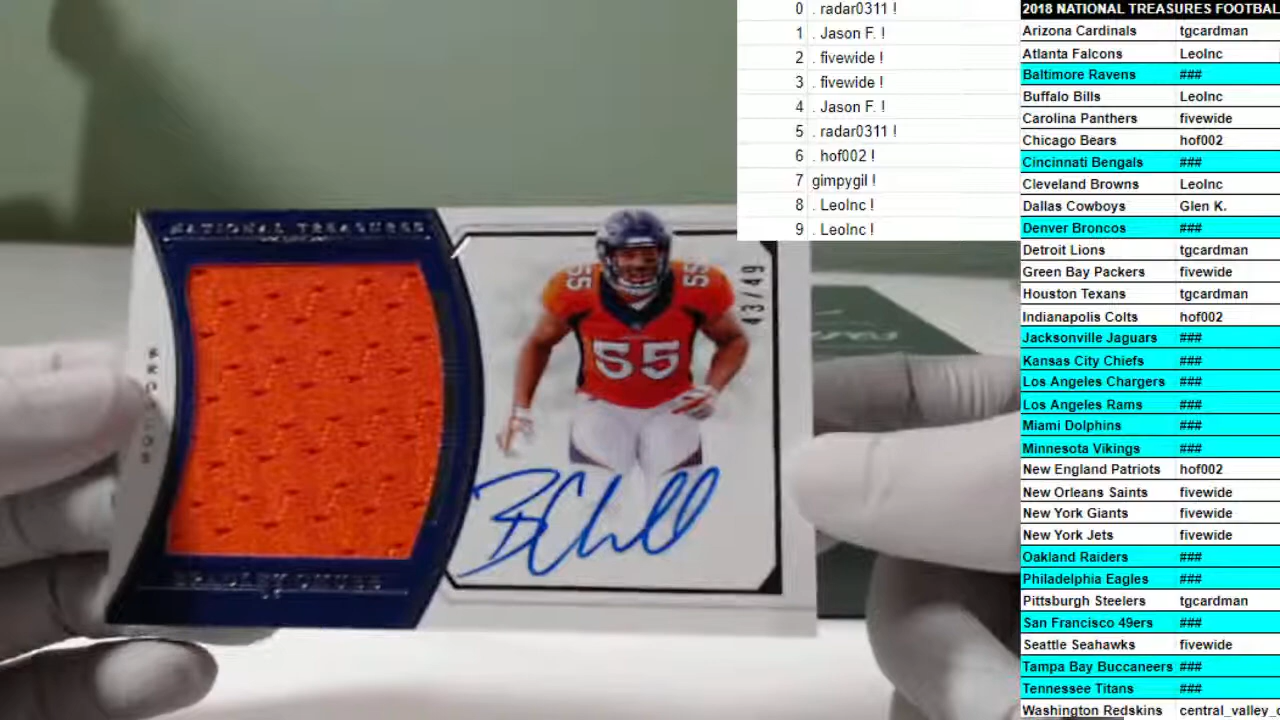 0 . radar0311 !
1 . Jason F. !
2 . fivewide !
3 . fivewide !
4 . Jason F. !
5 . radar0311 !
6 . hof002 !
7 gimpygil !
8 . LeoInc !
9 . LeoInc !
2018 NATIONAL TREASURES FOOTBAL
Arizona Cardinals tgcardman
Atlanta Falcons LeoInc
Baltimore Ravens ###
Buffalo Bills LeoInc
Carolina Panthers fivewide
Chicago Bears hof002
Cincinnati Bengals ###
Cleveland Browns LeoInc
Dallas Cowboys Glen K.
Denver Broncos ###
Detroit Lions tgcardman
Green Bay Packers fivewide
Houston Texans tgcardman
Indianapolis Colts hof002
Jacksonville Jaguars ###
Kansas City Chiefs ###
Los Angeles Chargers ###
Los Angeles Rams ###
Miami Dolphins ###
Minnesota Vikings ###
New England Patriots hof002
New Orleans Saints fivewide
New York Giants fivewide
New York Jets fivewide
Oakland Raiders ###
Philadelphia Eagles ###
Pittsburgh Steelers tgcardman
San Francisco 49ers ###
Seattle Seahawks fivewide
Tampa Bay Buccaneers ###
Tennessee Titans ###
Washington Redskins central_valley_c
NATIONAL TREASURES
BRONCOS
BRADLEY CHUBB
55
55
55
43/49